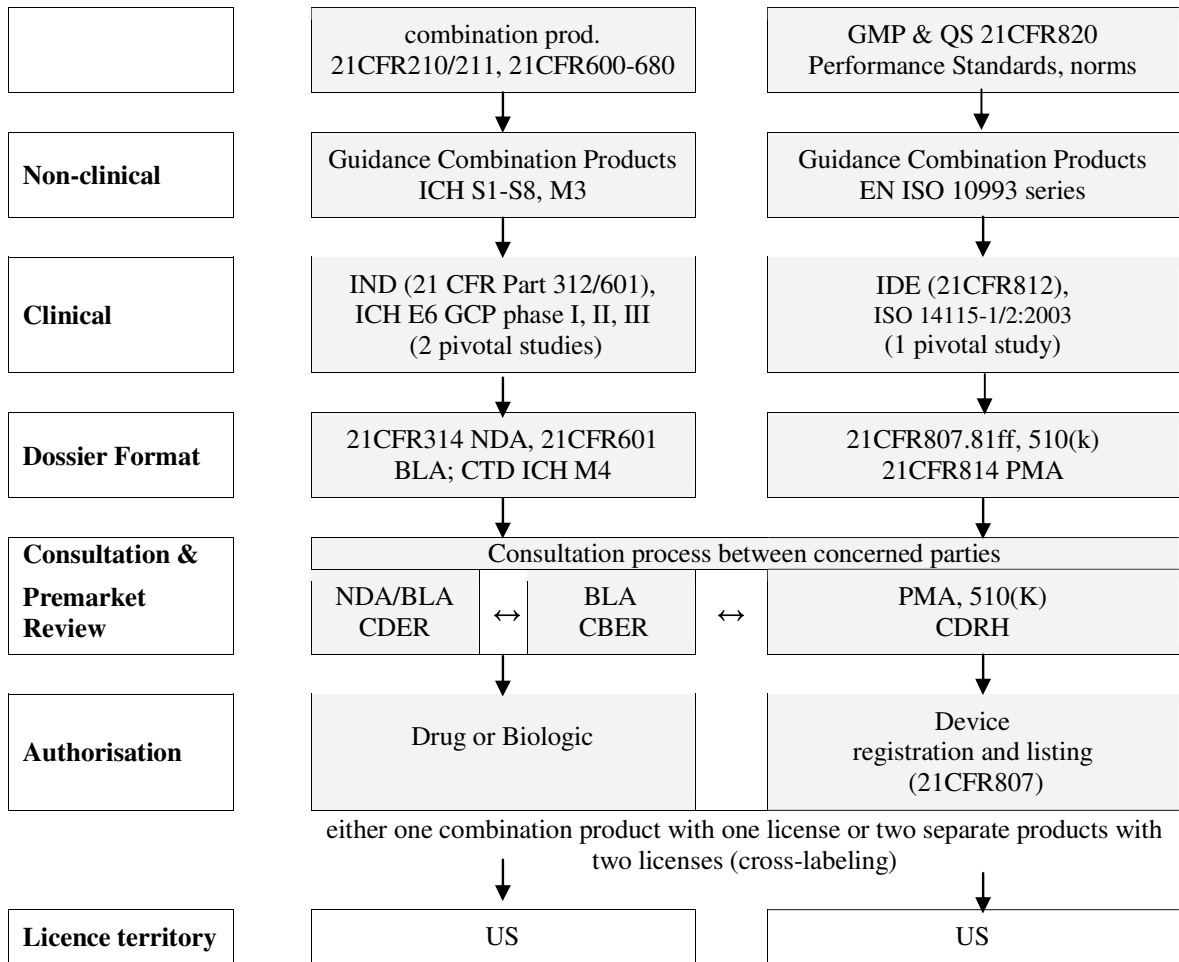 combination prod.
21CFR210/211, 21CFR600-680
GMP & QS 21CFR820
Performance Standards, norms
Non-clinical
Guidance Combination Products
ICH S1-S8, M3
Guidance Combination Products
EN ISO 10993 series
Clinical
IND (21 CFR Part 312/601),
ICH E6 GCP phase I, II, III
(2 pivotal studies)
IDE (21CFR812),
ISO 14115-1/2:2003
(1 pivotal study)
Dossier Format
21CFR314 NDA, 21CFR601
BLA; CTD ICH M4
21CFR807.81ff, 510(k)
21CFR814 PMA
Consultation &
Premarket
Review
Consultation process between concerned parties
NDA/BLA
CDER
↔
BLA
CBER
↔
PMA, 510(K)
CDRH
Authorisation
Drug or Biologic
Device
registration and listing
(21CFR807)
either one combination product with one license or two separate products with
two licenses (cross-labeling)
Licence territory
US
US